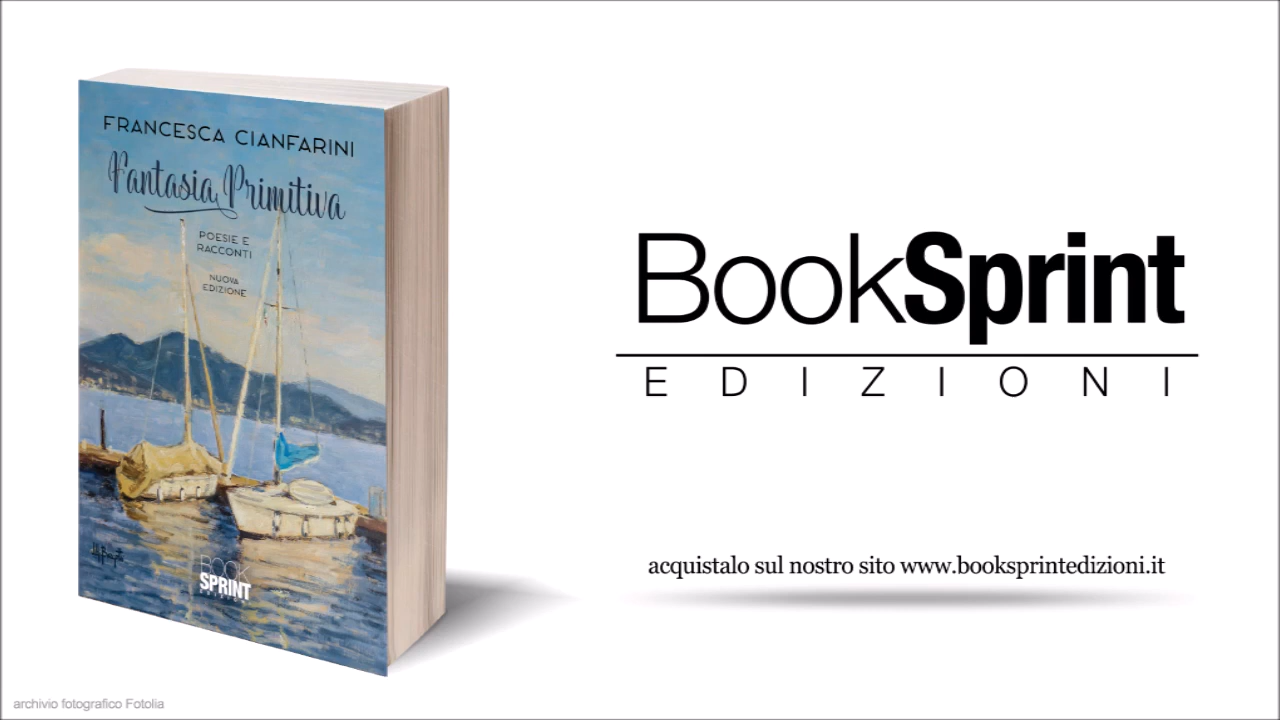 FRANCESCA CIANFARINI
Fantasia Primitiva
POESIE E
RACCONTI
NUOVA
EDIZIONE
BOOK
SPRINT
EDIZIONI
BookSprint
EDIZIONI
acquistalo sul nostro sito www.booksprintedizioni.it
archivio fotografico Fotolia